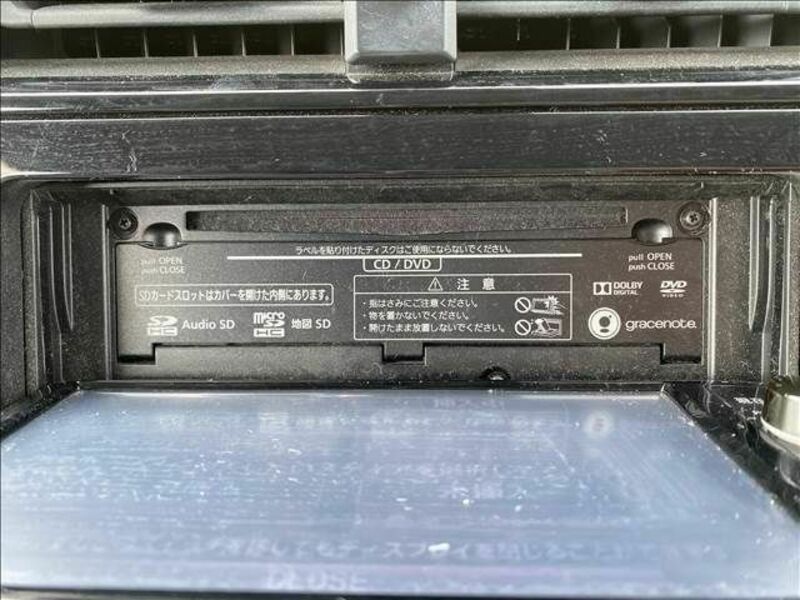 ラベルを貼り付けたディスクはご使用にならないでください。
pull OPEN
push CLOSE
CD / DVD
pull OPEN
push CLOSE
SDカードスロットはカバーを開けた内側にあります。
SD HC Audio SD
micro SD HC 地図 SD
注 意
・指はさみにご注意ください。
・物を置かないでください。
・開けたまま放置しないでください。
DOLBY
DIGITAL
DVD
VIDEO
gracenote.
CLOSE